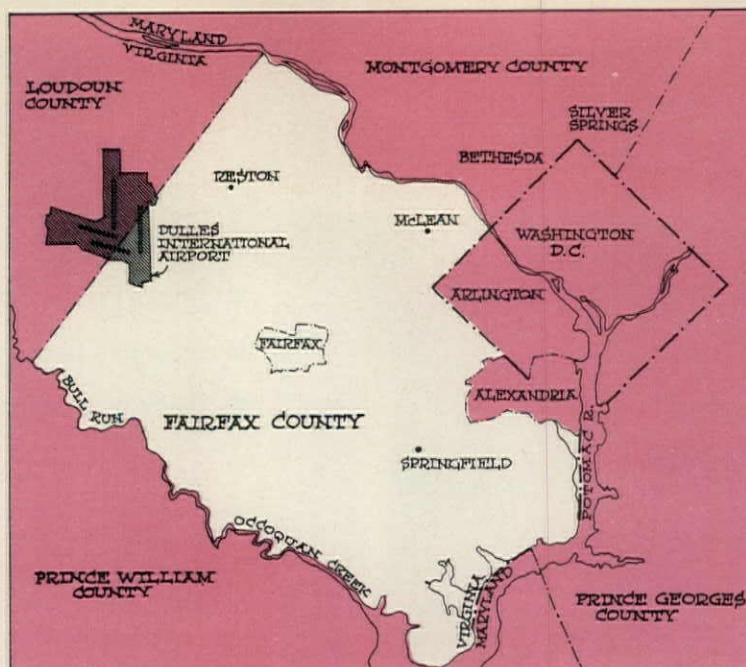 MARYLAND
VIRGINIA
MONTGOMERY COUNTY
LOUDOUN
COUNTY
SILVER
SPRINGS
BETHESDA
RESTON
McLEAN
WASHINGTON
D.C.
DULLES
INTERNATIONAL
AIRPORT
ARLINGTON
FAIRFAX
ALEXANDRIA
BULL RUN
FAIRFAX COUNTY
SPRINGFIELD
POTOMAC R.
OCCOQUAN CREEK
VIRGINIA
MARYLAND
PRINCE WILLIAM
COUNTY
PRINCE GEORGES
COUNTY